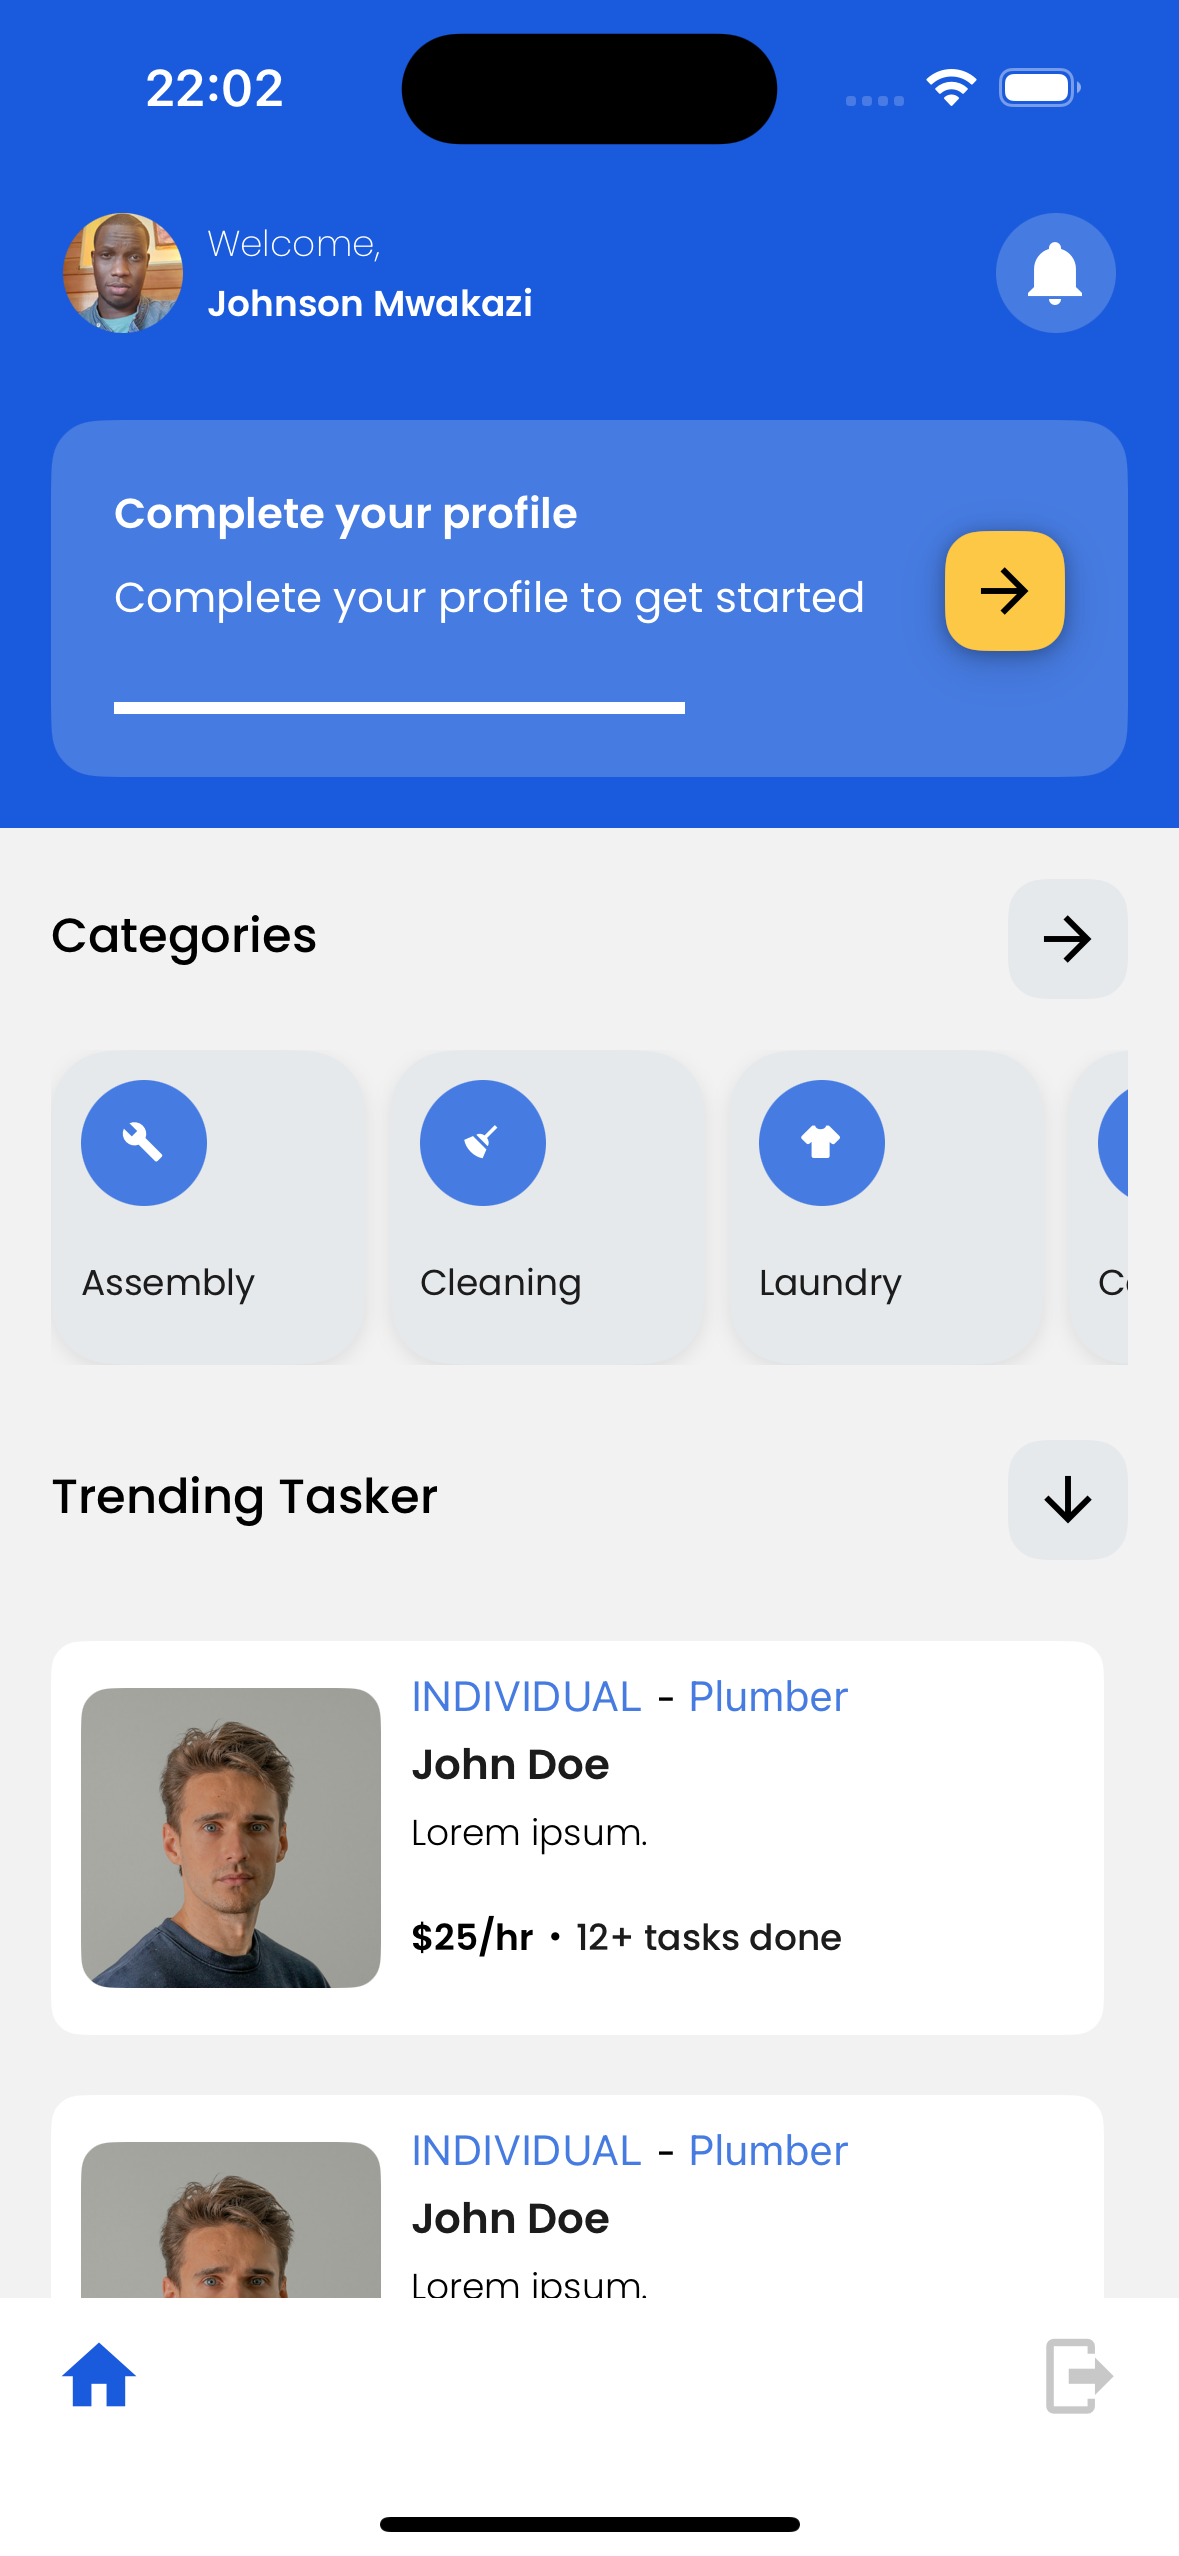 22:02
Welcome,
Johnson Mwakazi
Complete your profile
Complete your profile to get started
Categories
Assembly
Cleaning
Laundry
Trending Tasker
INDIVIDUAL - Plumber
John Doe
Lorem ipsum.
$25/hr • 12+ tasks done
INDIVIDUAL - Plumber
John Doe
Lorem ipsum.